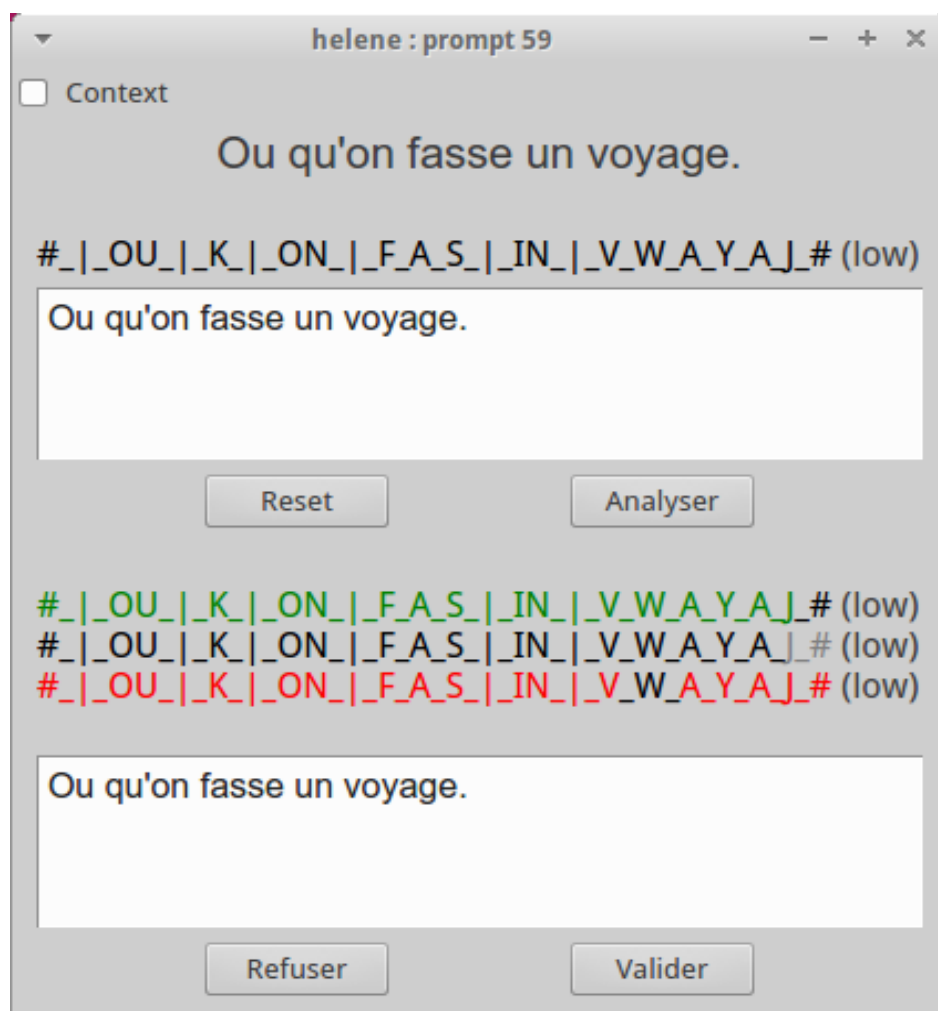 helene : prompt 59
Context
Ou qu'on fasse un voyage.
#_|_OU_|_K_|_ON_|_F_A_S_|_IN_|_V_W_A_Y_A_J_# (low)
Ou qu'on fasse un voyage.
Reset Analyser
#_|_OU_|_K_|_ON_|_F_A_S_|_IN_|_V_W_A_Y_A_J_# (low)
#_|_OU_|_K_|_ON_|_F_A_S_|_IN_|_V_W_A_Y_A_J_# (low)
#_|_OU_|_K_|_ON_|_F_A_S_|_IN_|_V_W_A_Y_A_J_# (low)
Ou qu'on fasse un voyage.
Refuser Valider